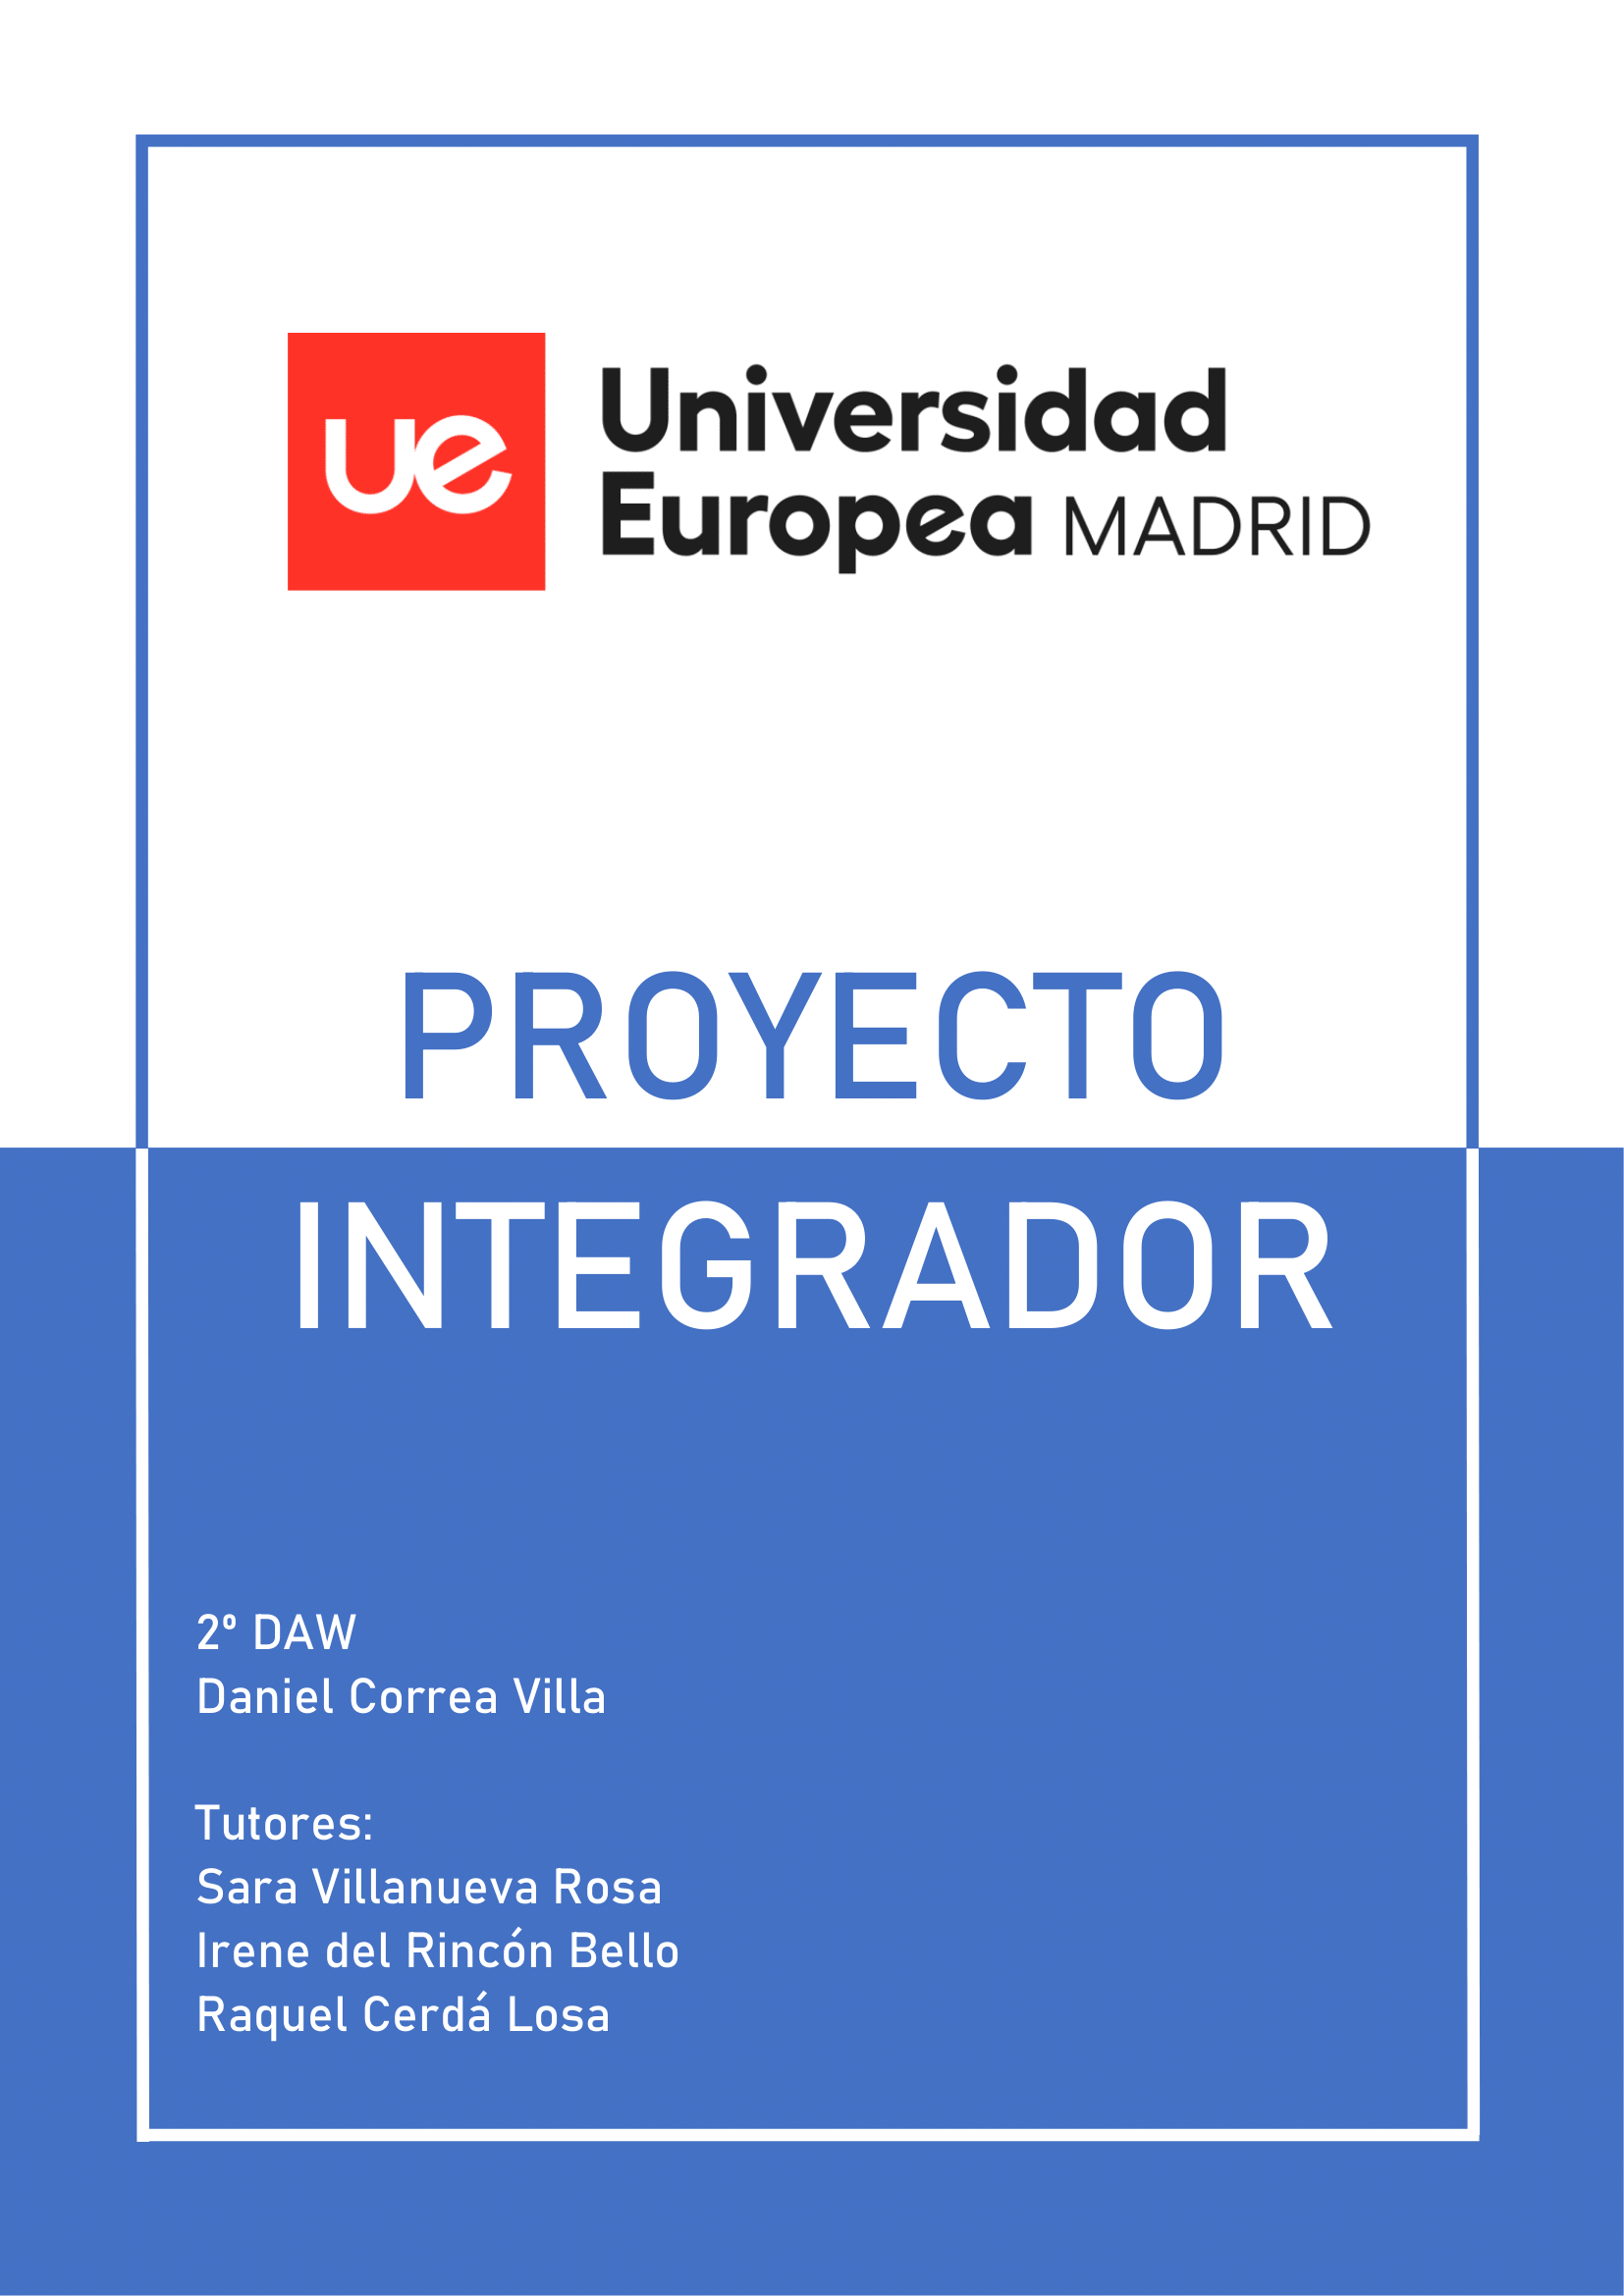 ue
Universidad
Europea MADRID
PROYECTO
INTEGRADOR
2º DAW
Daniel Correa Villa
Tutores:
Sara Villanueva Rosa
Irene del Rincón Bello
Raquel Cerdá Losa